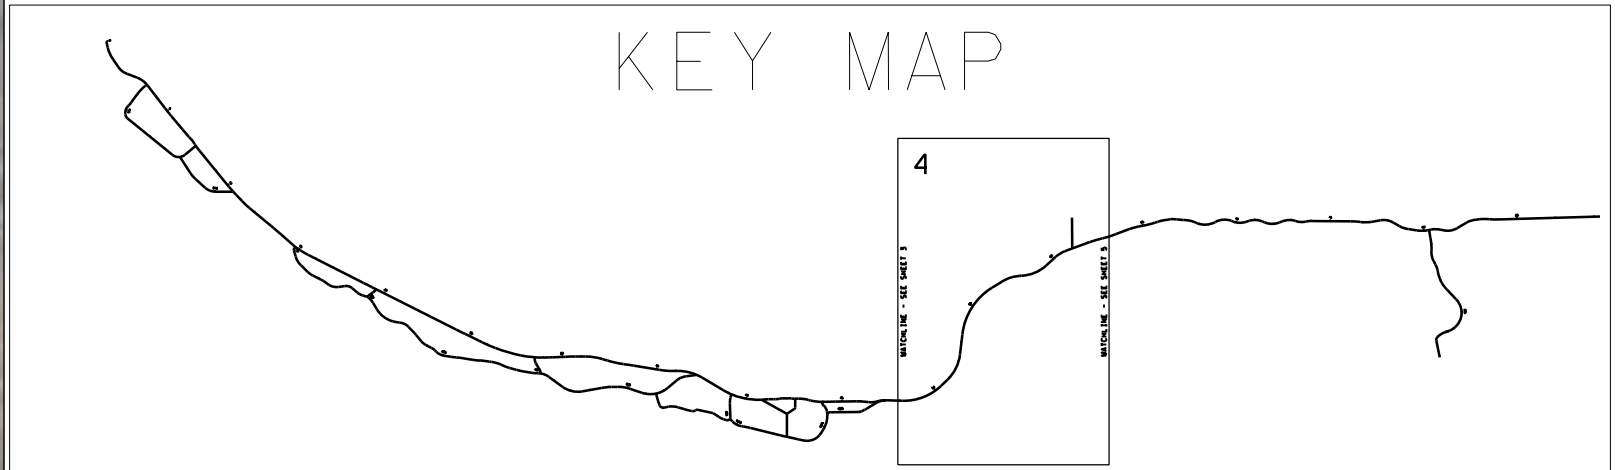 KEY MAP
4
MATCHLINE - SEE SHEET 3
MATCHLINE - SEE SHEET 5